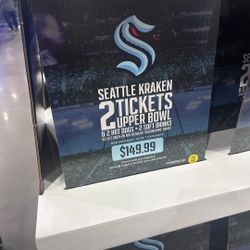 SEATTLE KRAKEN
2 TICKETS
UPPER BOWL
& 2 HOT DOGS + 2 SOFT DRINKS
$149.99